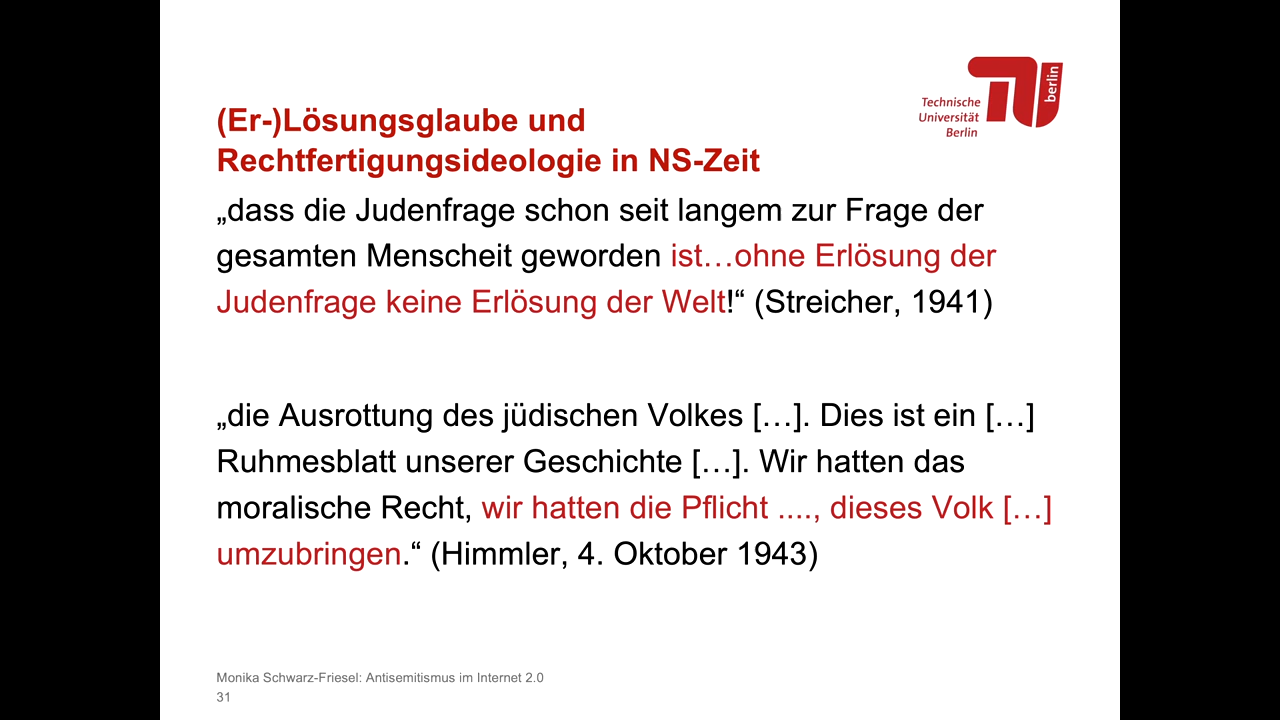 Technische
Universität
Berlin
berlin
(Er-)Lösungsglaube und
Rechtfertigungsideologie in NS-Zeit
„dass die Judenfrage schon seit langem zur Frage der
gesamten Menscheit geworden ist…ohne Erlösung der
Judenfrage keine Erlösung der Welt!“ (Streicher, 1941)
„die Ausrottung des jüdischen Volkes […]. Dies ist ein […]
Ruhmesblatt unserer Geschichte […]. Wir hatten das
moralische Recht, wir hatten die Pflicht ...., dieses Volk […]
umzubringen.“ (Himmler, 4. Oktober 1943)
Monika Schwarz-Friesel: Antisemitismus im Internet 2.0
31